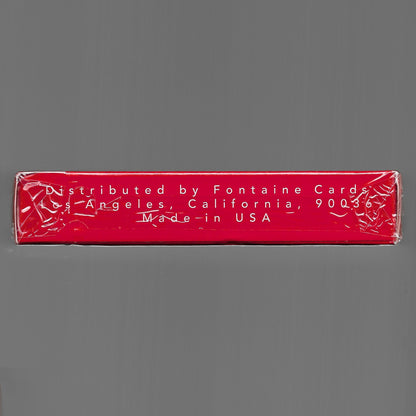 Distributed by Fontaine Cards
Los Angeles, California, 90036
Made in USA